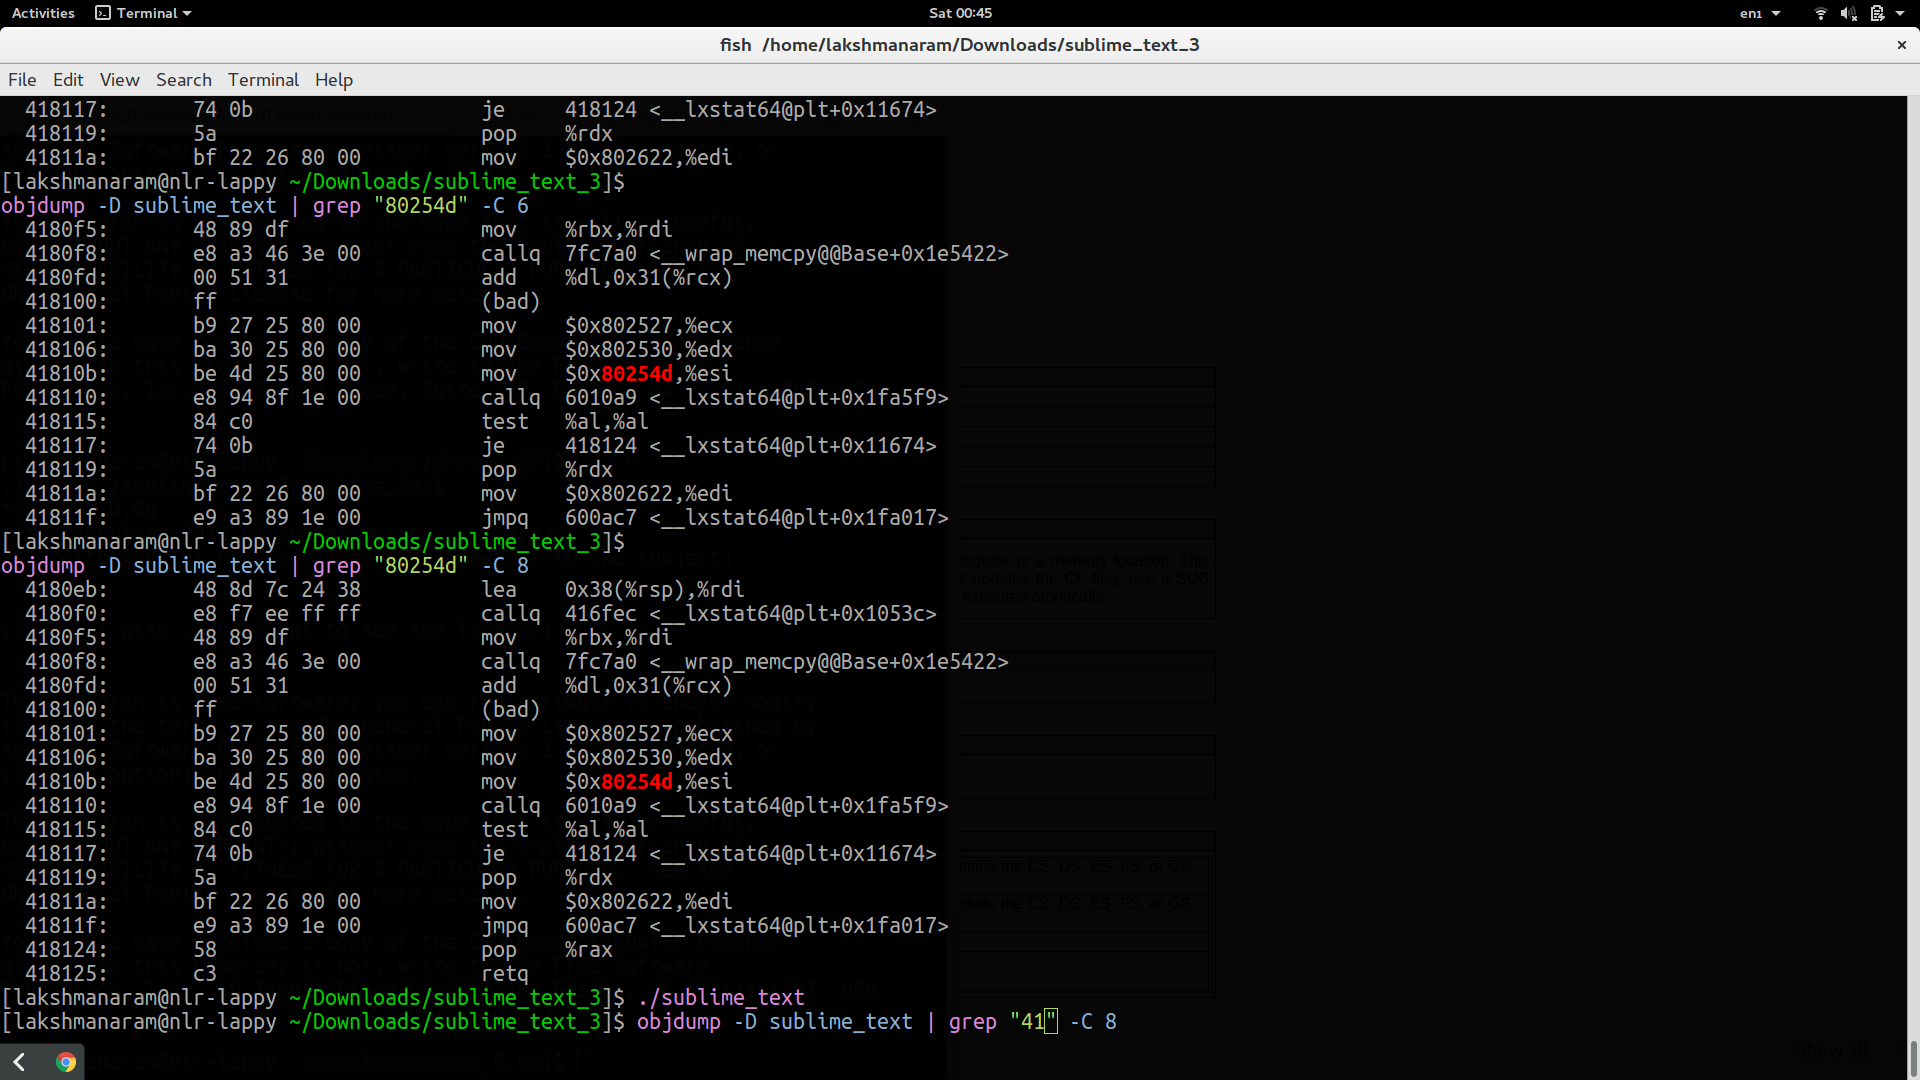 Activities Terminal Sat 00:45 en1
fish /home/lakshmanaram/Downloads/sublime_text_3 ×
File Edit View Search Terminal Help
418117: 74 0b je 418124 <__lxstat64@plt+0x11674>
418119: 5a pop %rdx
41811a: bf 22 26 80 00 mov $0x802622,%edi
[lakshmanaram@nlr-lappy ~/Downloads/sublime_text_3]$
objdump -D sublime_text | grep "80254d" -C 6
4180f5: 48 89 df mov %rbx,%rdi
4180f8: e8 a3 46 3e 00 callq 7fc7a0 <__wrap_memcpy@@Base+0x1e5422>
4180fd: 00 51 31 add %dl,0x31(%rcx)
418100: ff (bad)
418101: b9 27 25 80 00 mov $0x802527,%ecx
418106: ba 30 25 80 00 mov $0x802530,%edx
41810b: be 4d 25 80 00 mov $0x80254d,%esi
418110: e8 94 8f 1e 00 callq 6010a9 <__lxstat64@plt+0x1fa5f9>
418115: 84 c0 test %al,%al
418117: 74 0b je 418124 <__lxstat64@plt+0x11674>
418119: 5a pop %rdx
41811a: bf 22 26 80 00 mov $0x802622,%edi
41811f: e9 a3 89 1e 00 jmpq 600ac7 <__lxstat64@plt+0x1fa017>
[lakshmanaram@nlr-lappy ~/Downloads/sublime_text_3]$
objdump -D sublime_text | grep "80254d" -C 8
4180eb: 48 8d 7c 24 38 lea 0x38(%rsp),%rdi
4180f0: e8 f7 ee ff ff callq 416fec <__lxstat64@plt+0x1053c>
4180f5: 48 89 df mov %rbx,%rdi
4180f8: e8 a3 46 3e 00 callq 7fc7a0 <__wrap_memcpy@@Base+0x1e5422>
4180fd: 00 51 31 add %dl,0x31(%rcx)
418100: ff (bad)
418101: b9 27 25 80 00 mov $0x802527,%ecx
418106: ba 30 25 80 00 mov $0x802530,%edx
41810b: be 4d 25 80 00 mov $0x80254d,%esi
418110: e8 94 8f 1e 00 callq 6010a9 <__lxstat64@plt+0x1fa5f9>
418115: 84 c0 test %al,%al
418117: 74 0b je 418124 <__lxstat64@plt+0x11674>
418119: 5a pop %rdx
41811a: bf 22 26 80 00 mov $0x802622,%edi
41811f: e9 a3 89 1e 00 jmpq 600ac7 <__lxstat64@plt+0x1fa017>
418124: 58 pop %rax
418125: c3 retq
[lakshmanaram@nlr-lappy ~/Downloads/sublime_text_3]$ ./sublime_text
[lakshmanaram@nlr-lappy ~/Downloads/sublime_text_3]$ objdump -D sublime_text | grep "41" -C 8
Show all